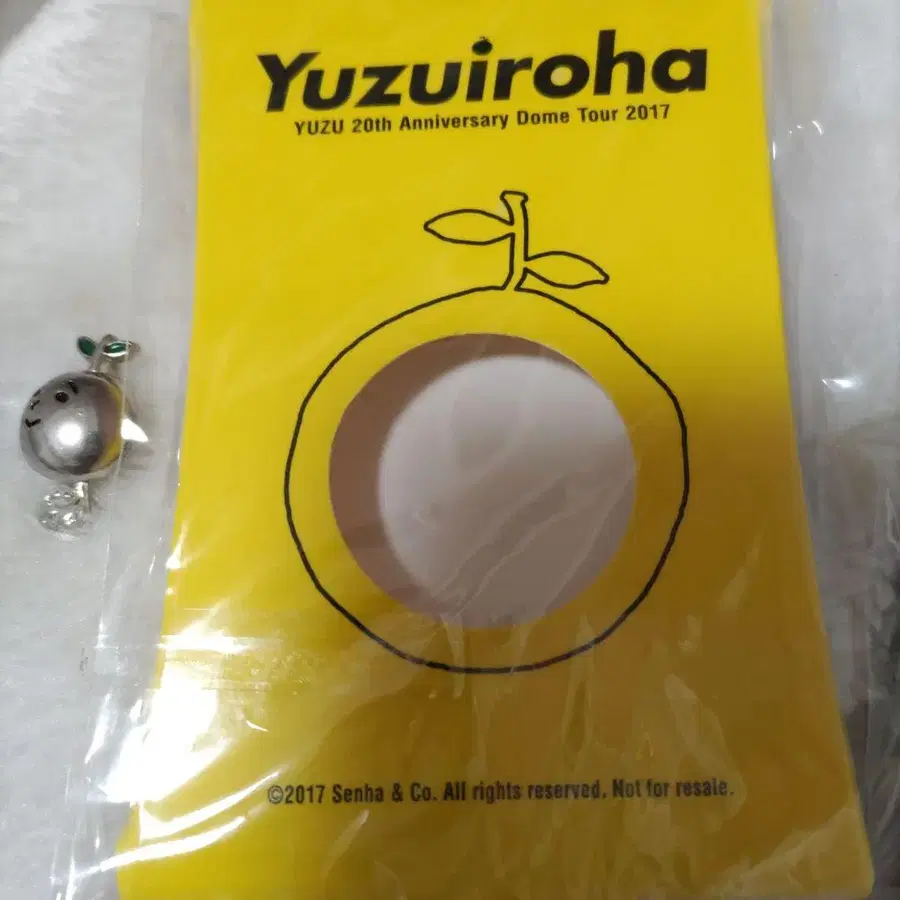 Yuzuiroha
YUZU 20th Anniversary Dome Tour 2017
©2017 Senha & Co. All rights reserved. Not for resale.